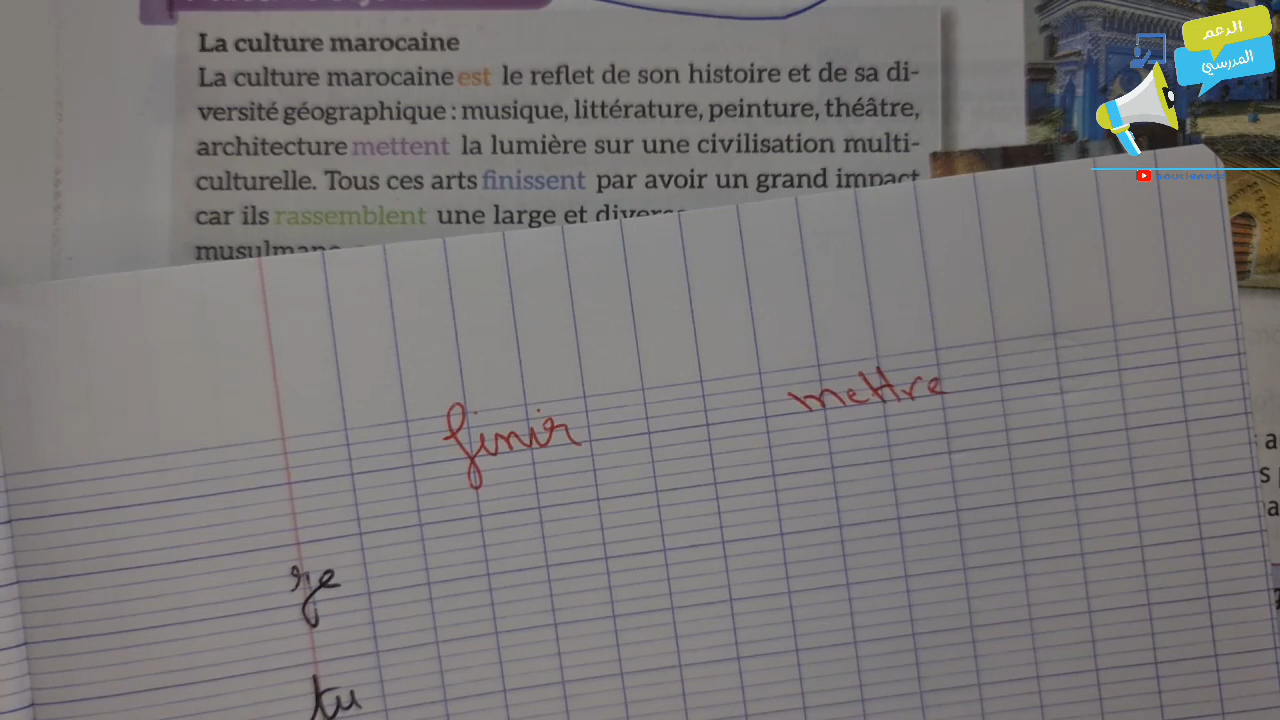 La culture marocaine
La culture marocaine est le reflet de son histoire et de sa di-
versité géographique : musique, littérature, peinture, théâtre,
architecture mettent la lumière sur une civilisation multi-
culturelle. Tous ces arts finissent par avoir un grand impact
car ils rassemblent une large et
الدعم
المدرسي
finir mettre
je
tu